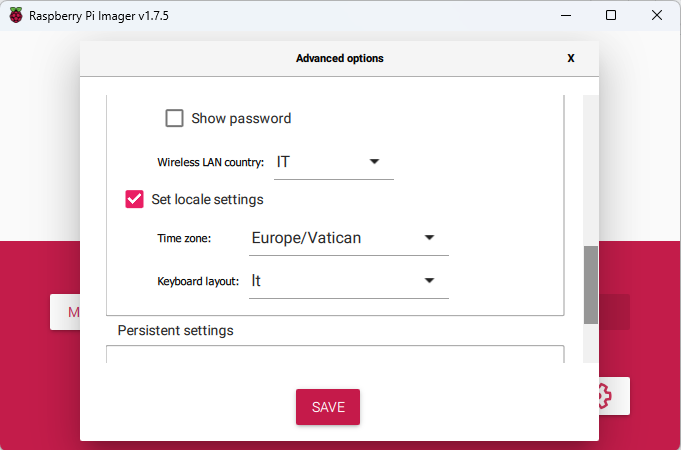 Raspberry Pi Imager v1.7.5
Advanced options
X
Show password
Wireless LAN country: IT
Set locale settings
Time zone: Europe/Vatican
Keyboard layout: It
M
Persistent settings
SAVE